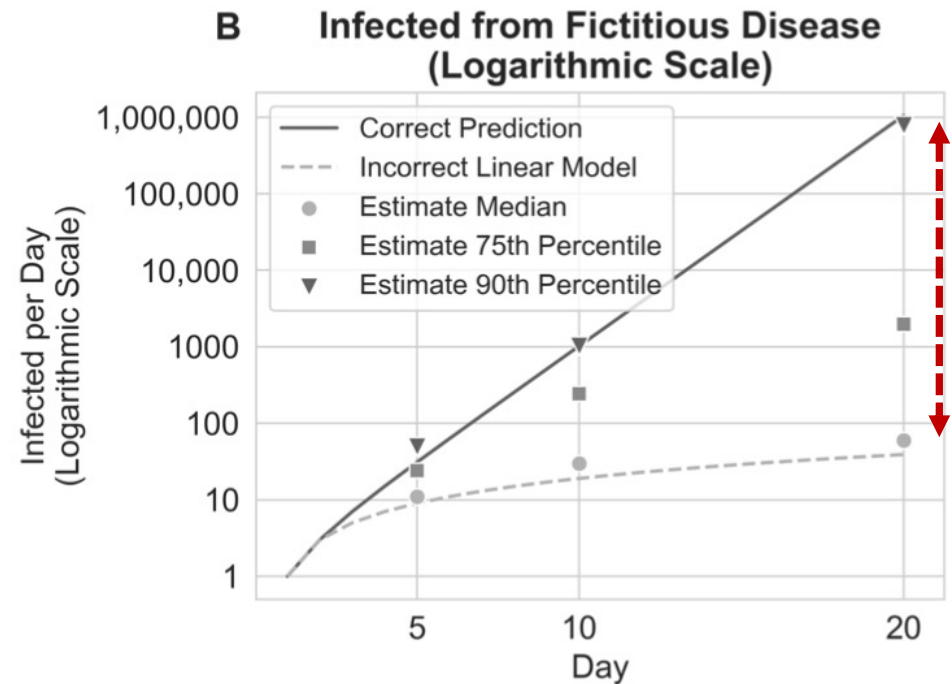 B Infected from Fictitious Disease
(Logarithmic Scale)
Infected per Day
(Logarithmic Scale)
1,000,000
100,000
10,000
1000
100
10
1
Correct Prediction
Incorrect Linear Model
Estimate Median
Estimate 75th Percentile
Estimate 90th Percentile
5 10 20
Day